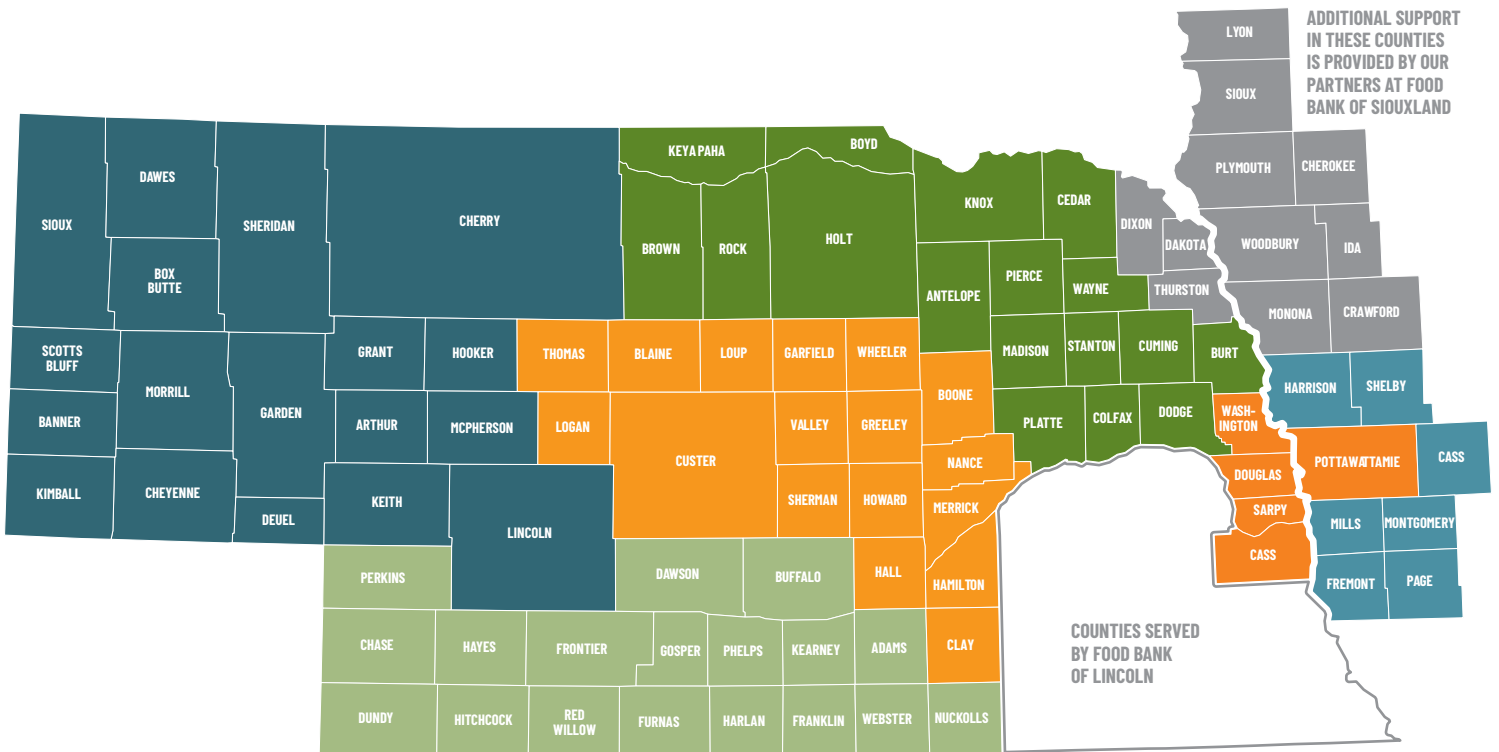 LYON
ADDITIONAL SUPPORT
IN THESE COUNTIES
IS PROVIDED BY OUR
PARTNERS AT FOOD
BANK OF SIOUXLAND
SIOUX
PLYMOUTH
CHEROKEE
KEYA PAHA
BOYD
DAWES
SIOUX
SHERIDAN
CHERRY
BROWN
ROCK
HOLT
KNOX
CEDAR
DIXON
DAKOTA
WOODBURY
IDA
BOX
BUTTE
ANTELOPE
PIERCE
WAYNE
THURSTON
MONONA
CRAWFORD
SCOTTS
BLUFF
GRANT
HOOKER
THOMAS
BLAINE
LOUP
GARFIELD
WHEELER
MADISON
STANTON
CUMING
BURT
HARRISON
SHELBY
BANNER
MORRILL
GARDEN
ARTHUR
MCPHERSON
LOGAN
CUSTER
VALLEY
GREELEY
BOONE
PLATTE
COLFAX
DODGE
WASH-
INGTON
KIMBALL
CHEYENNE
DEUEL
KEITH
LINCOLN
SHERMAN
HOWARD
NANCE
MERRICK
DOUGLAS
POTTAWATTAMIE
CASS
SARPY
MILLS
MONTGOMERY
PERKINS
DAWSON
BUFFALO
HALL
HAMILTON
CASS
FREMONT
PAGE
CHASE
HAYES
FRONTIER
GOSPER
PHELPS
KEARNEY
ADAMS
CLAY
COUNTIES SERVED
BY FOOD BANK
OF LINCOLN
DUNDY
HITCHCOCK
RED
WILLOW
FURNAS
HARLAN
FRANKLIN
WEBSTER
NUCKOLLS